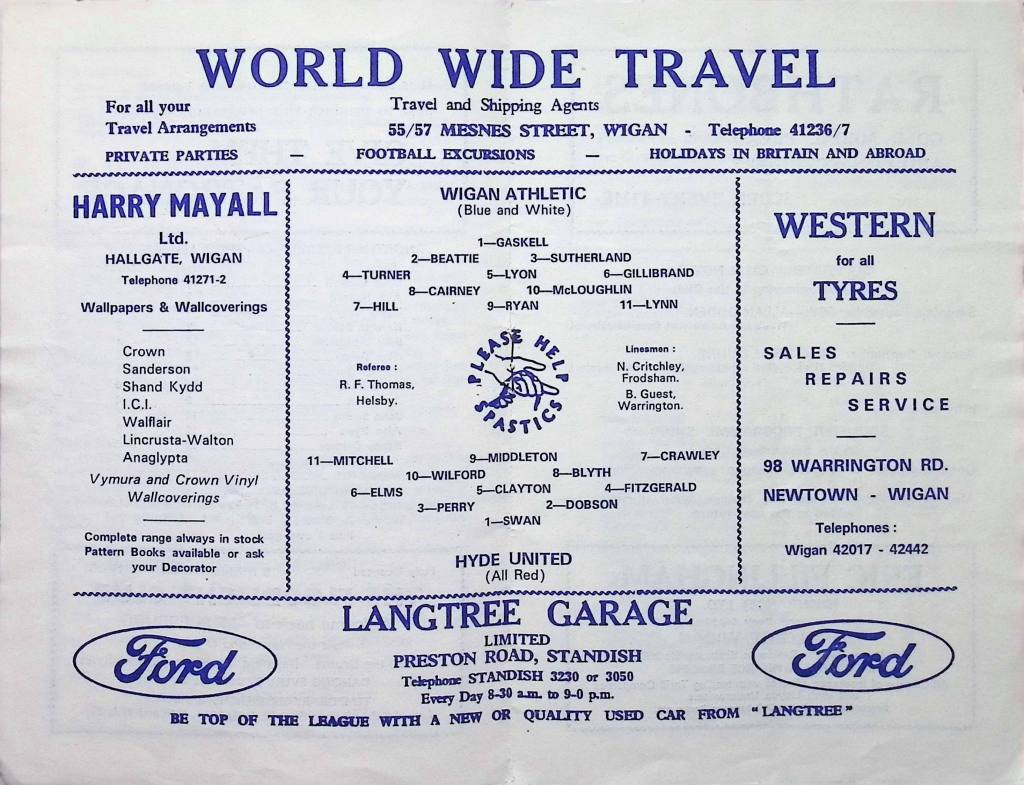 WORLD WIDE TRAVEL
For all your
Travel Arrangements
Travel and Shipping Agents
55/57 MESNES STREET, WIGAN - Telephone 41236/7
PRIVATE PARTIES — FOOTBALL EXCURSIONS — HOLIDAYS IN BRITAIN AND ABROAD
HARRY MAYALL
Ltd.
HALLGATE, WIGAN
Telephone 41271-2
Wallpapers & Wallcoverings
Crown
Sanderson
Shand Kydd
I.C.I.
Walflair
Lincrusta-Walton
Anaglypta
Vymura and Crown Vinyl
Wallcoverings
Complete range always in stock
Pattern Books available or ask
your Decorator
WIGAN ATHLETIC
(Blue and White)
1—GASKELL
2—BEATTIE 3—SUTHERLAND
4—TURNER 5—LYON 6—GILLIBRAND
8—CAIRNEY 10—McLOUGHLIN
7—HILL 9—RYAN 11—LYNN
Referee :
R. F. Thomas,
Helsby.
PLEASE HELP
SPASTICS
Linesmen :
N. Critchley,
Frodsham.
B. Guest,
Warrington.
11—MITCHELL 9—MIDDLETON 7—CRAWLEY
10—WILFORD 8—BLYTH
6—ELMS 5—CLAYTON 4—FITZGERALD
3—PERRY 2—DOBSON
1—SWAN
HYDE UNITED
(All Red)
WESTERN
for all
TYRES
SALES
REPAIRS
SERVICE
98 WARRINGTON RD.
NEWTOWN - WIGAN
Telephones :
Wigan 42017 - 42442
Ford
LANGTREE GARAGE
LIMITED
PRESTON ROAD, STANDISH
Telephone STANDISH 3230 or 3050
Every Day 8-30 a.m. to 9-0 p.m.
Ford
BE TOP OF THE LEAGUE WITH A NEW OR QUALITY USED CAR FROM "LANGTREE"